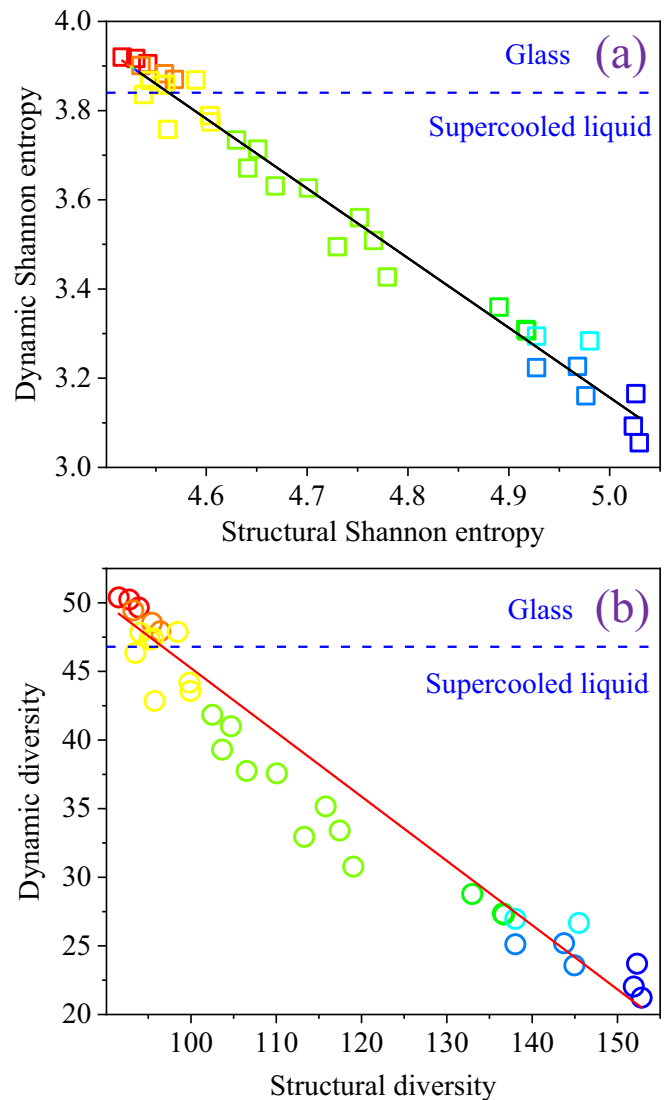 4.0
Glass (a)
3.8
Supercooled liquid
3.6
3.4
3.2
3.0
Dynamic Shannon entropy
4.6 4.7 4.8 4.9 5.0
Structural Shannon entropy
50
Glass (b)
45
Supercooled liquid
40
35
30
25
20
Dynamic diversity
100 110 120 130 140 150
Structural diversity